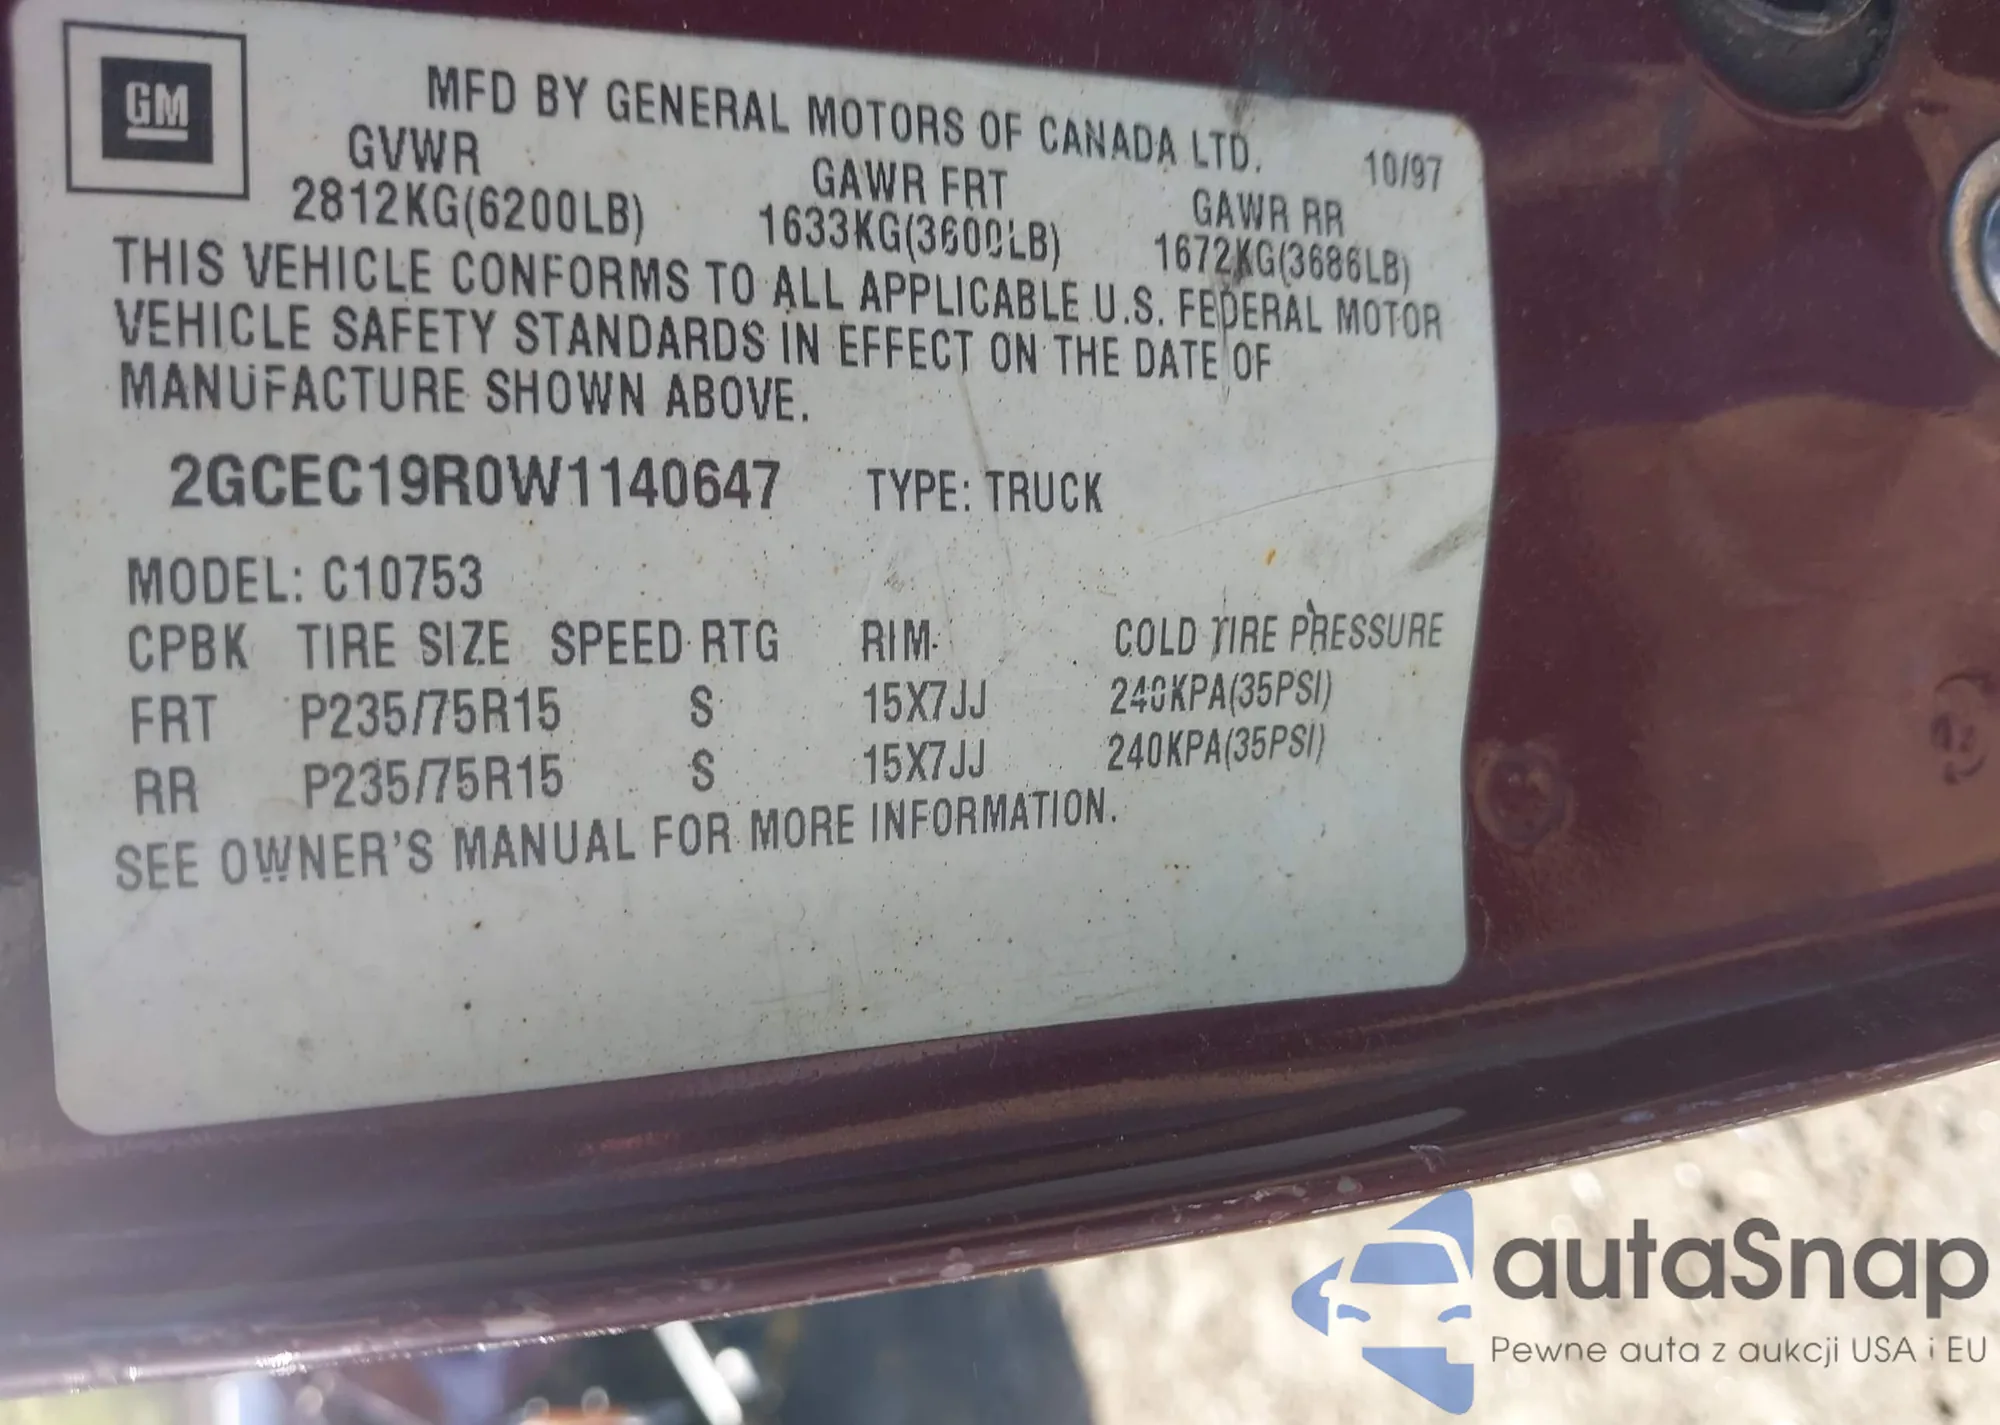 GM
MFD BY GENERAL MOTORS OF CANADA LTD.
10/97
GVWR GAWR FRT GAWR RR
2812KG(6200LB) 1633KG(3600LB) 1672KG(3686LB)
THIS VEHICLE CONFORMS TO ALL APPLICABLE U.S. FEDERAL MOTOR
VEHICLE SAFETY STANDARDS IN EFFECT ON THE DATE OF
MANUFACTURE SHOWN ABOVE.
2GCEC19R0W1140647 TYPE: TRUCK
MODEL: C10753
CPBK TIRE SIZE SPEED RTG RIM COLD TIRE PRESSURE
FRT P235/75R15 S 15X7JJ 240KPA(35PSI)
RR P235/75R15 S 15X7JJ 240KPA(35PSI)
SEE OWNER'S MANUAL FOR MORE INFORMATION.
autaSnap
Pewne auta z aukcji USA i EU